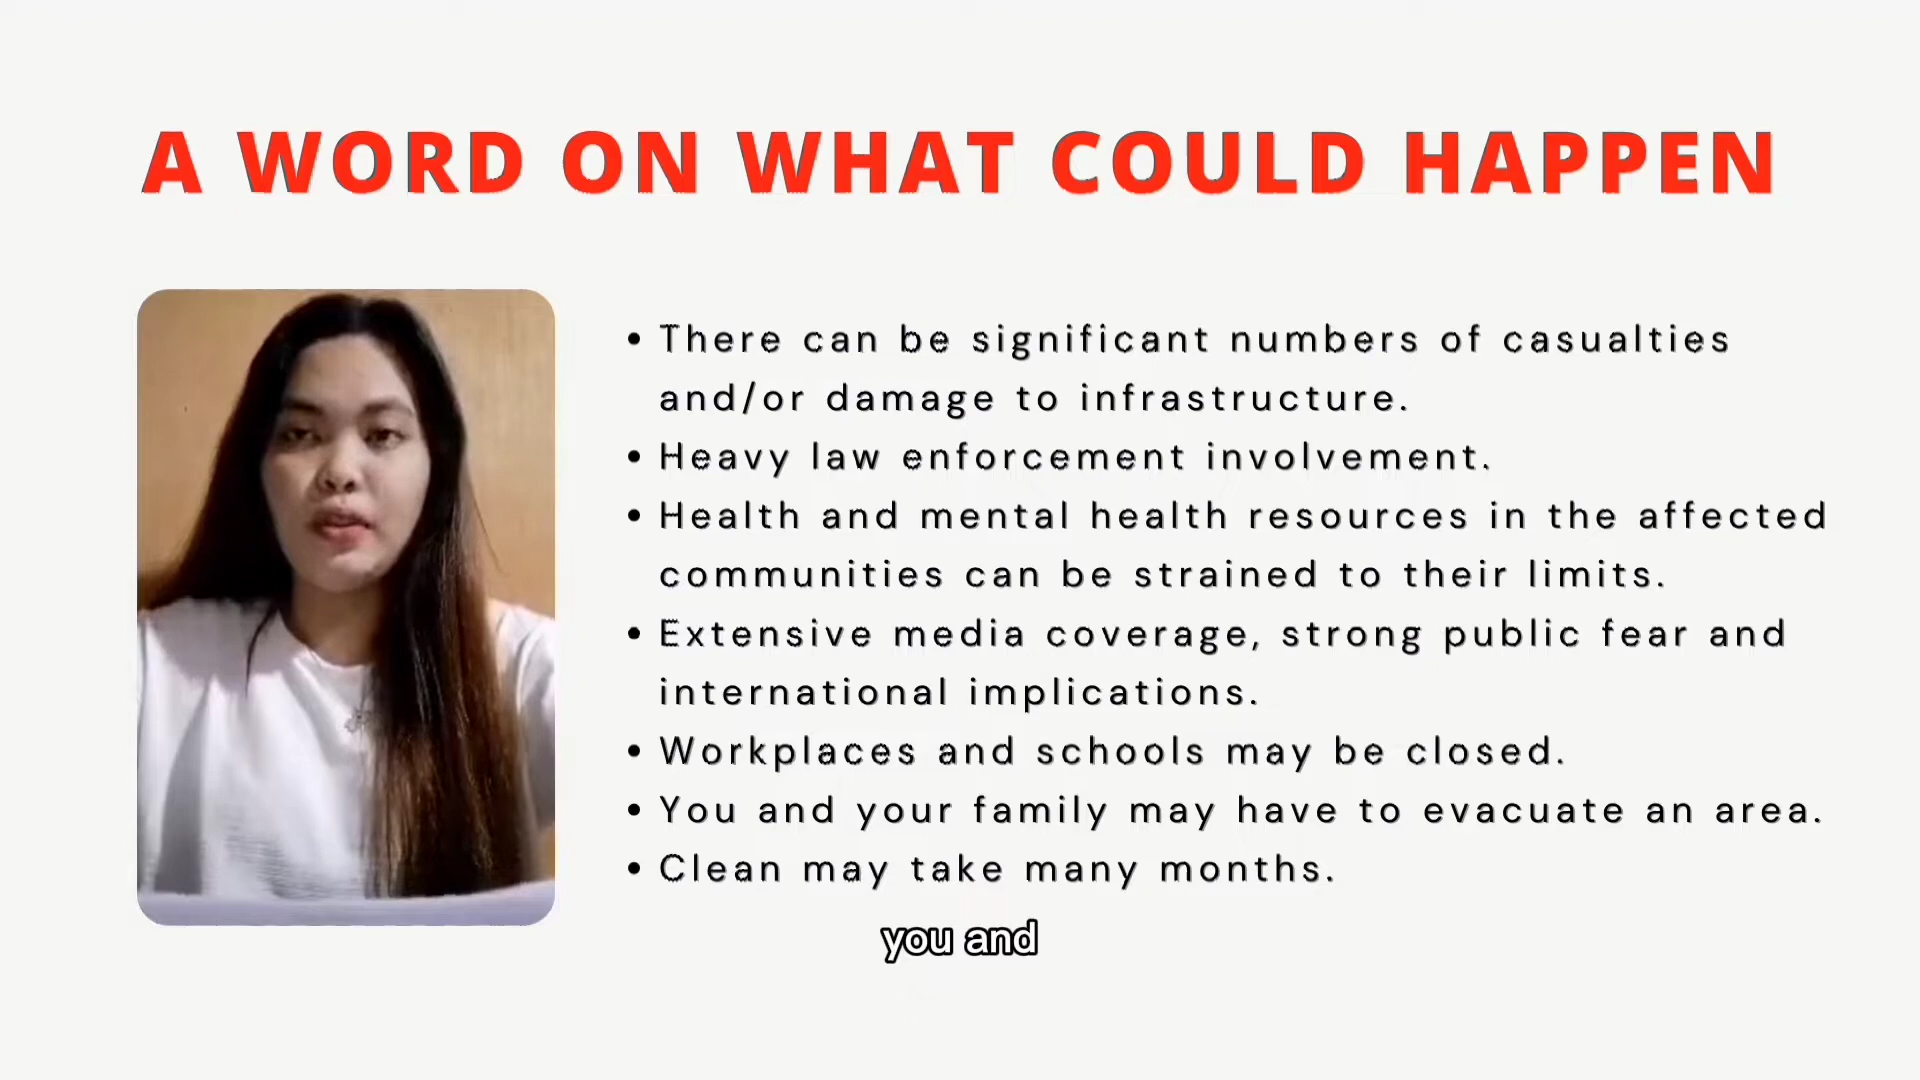 A WORD ON WHAT COULD HAPPEN
• There can be significant numbers of casualties
and/or damage to infrastructure.
• Heavy law enforcement involvement.
• Health and mental health resources in the affected
communities can be strained to their limits.
• Extensive media coverage, strong public fear and
international implications.
• Workplaces and schools may be closed.
• You and your family may have to evacuate an area.
• Clean may take many months.
you and